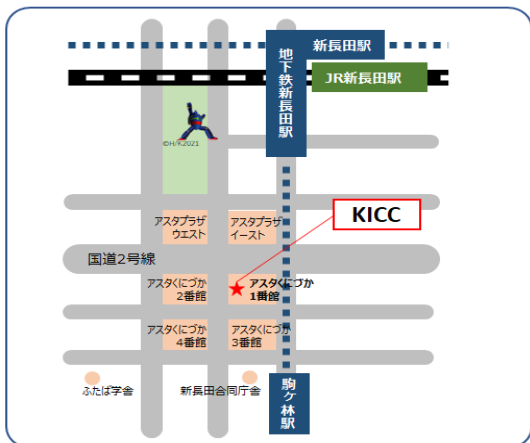 新長田駅
地下鉄新長田駅
JR新長田駅
©H/K2021
アスタプラザ
ウエスト
アスタプラザ
イースト
KICC
国道2号線
アスタくにづか
2番館
アスタくにづか
1番館
アスタくにづか
4番館
アスタくにづか
3番館
ふたば学舎
新長田合同庁舎
駒ヶ林駅